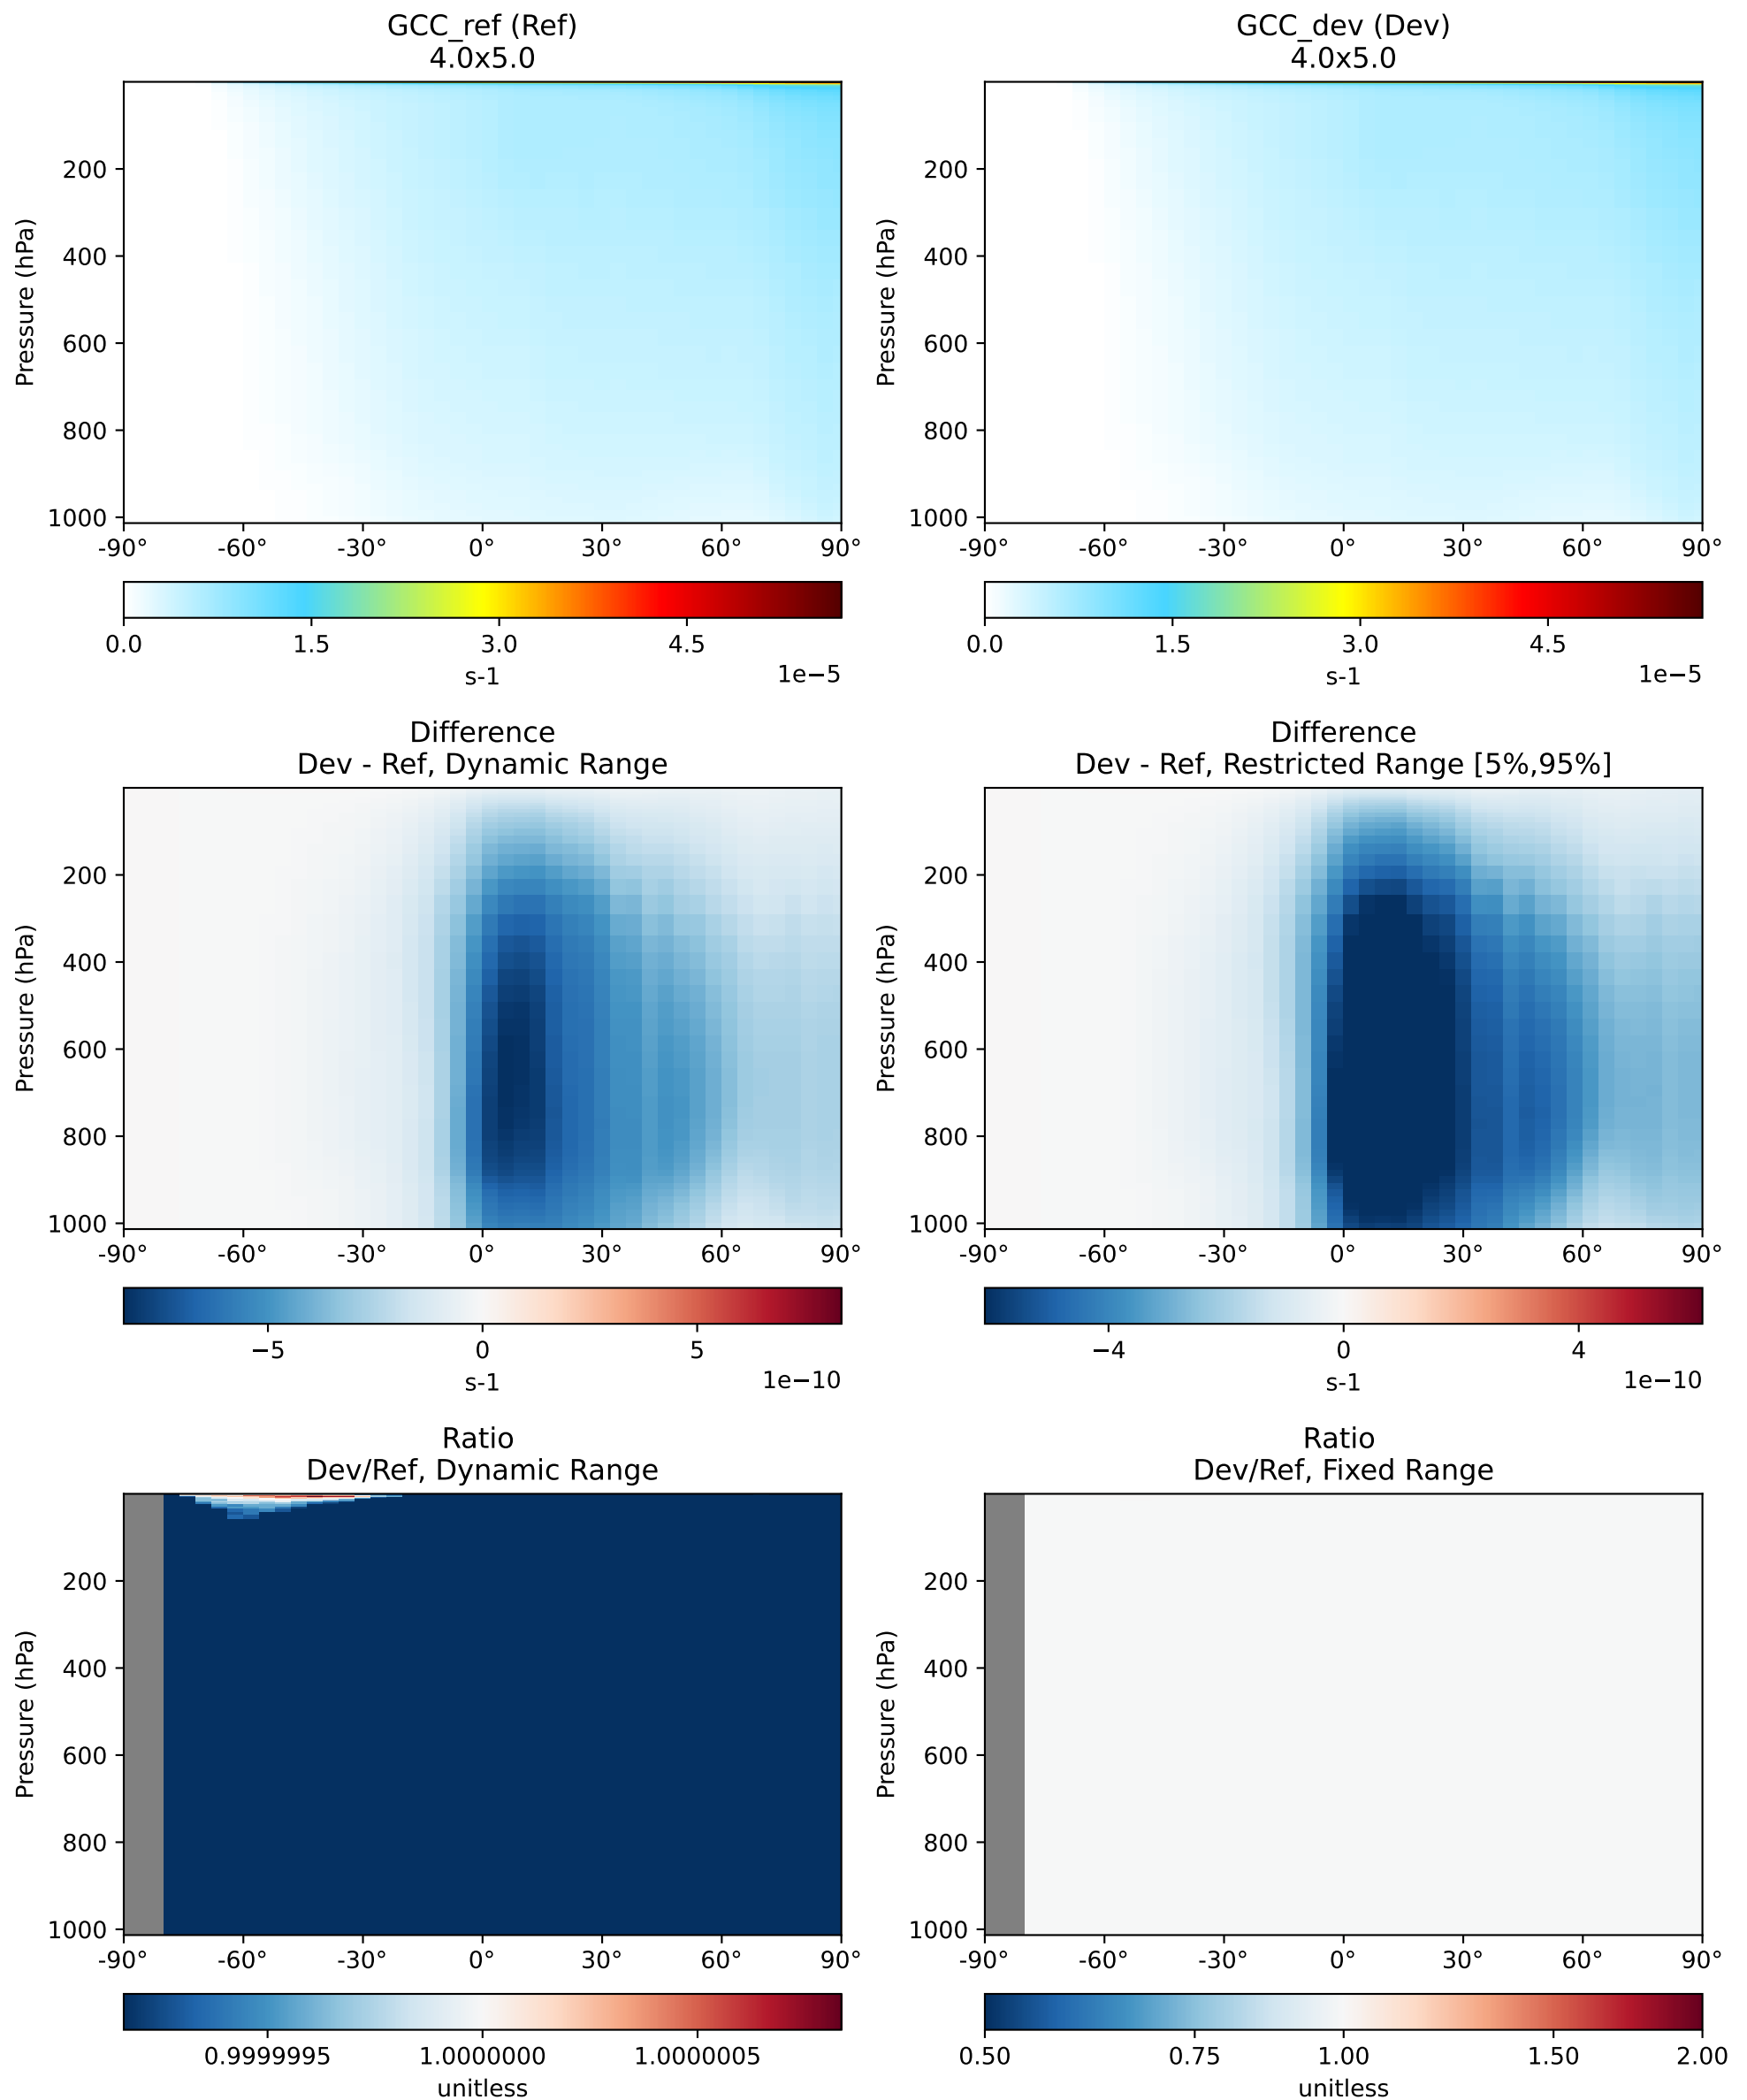 GCC_ref (Ref)
4.0x5.0
Pressure (hPa)
200
400
600
800
1000
-90° -60° -30° 0° 30° 60° 90°
0.0 1.5 3.0 4.5
s-1
1e−5
GCC_dev (Dev)
4.0x5.0
Pressure (hPa)
200
400
600
800
1000
-90° -60° -30° 0° 30° 60° 90°
0.0 1.5 3.0 4.5
s-1
1e−5
Difference
Dev - Ref, Dynamic Range
Pressure (hPa)
200
400
600
800
1000
-90° -60° -30° 0° 30° 60° 90°
−5 0 5
s-1
1e−10
Difference
Dev - Ref, Restricted Range [5%,95%]
Pressure (hPa)
200
400
600
800
1000
-90° -60° -30° 0° 30° 60° 90°
−4 0 4
s-1
1e−10
Ratio
Dev/Ref, Dynamic Range
Pressure (hPa)
200
400
600
800
1000
-90° -60° -30° 0° 30° 60° 90°
0.9999995 1.0000000 1.0000005
unitless
Ratio
Dev/Ref, Fixed Range
Pressure (hPa)
200
400
600
800
1000
-90° -60° -30° 0° 30° 60° 90°
0.50 0.75 1.00 1.50 2.00
unitless